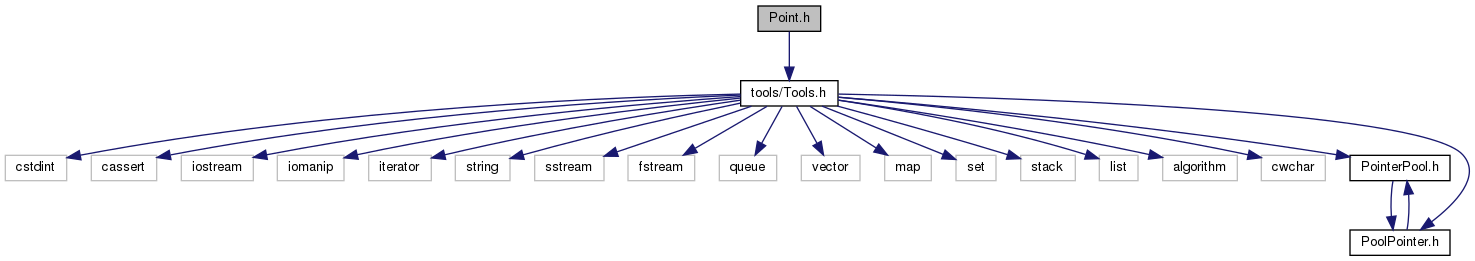 Point.h
tools/Tools.h
cstdint
cassert
iostream
iomanip
iterator
string
sstream
fstream
queue
vector
map
set
stack
list
algorithm
cwchar
PointerPool.h
PoolPointer.h